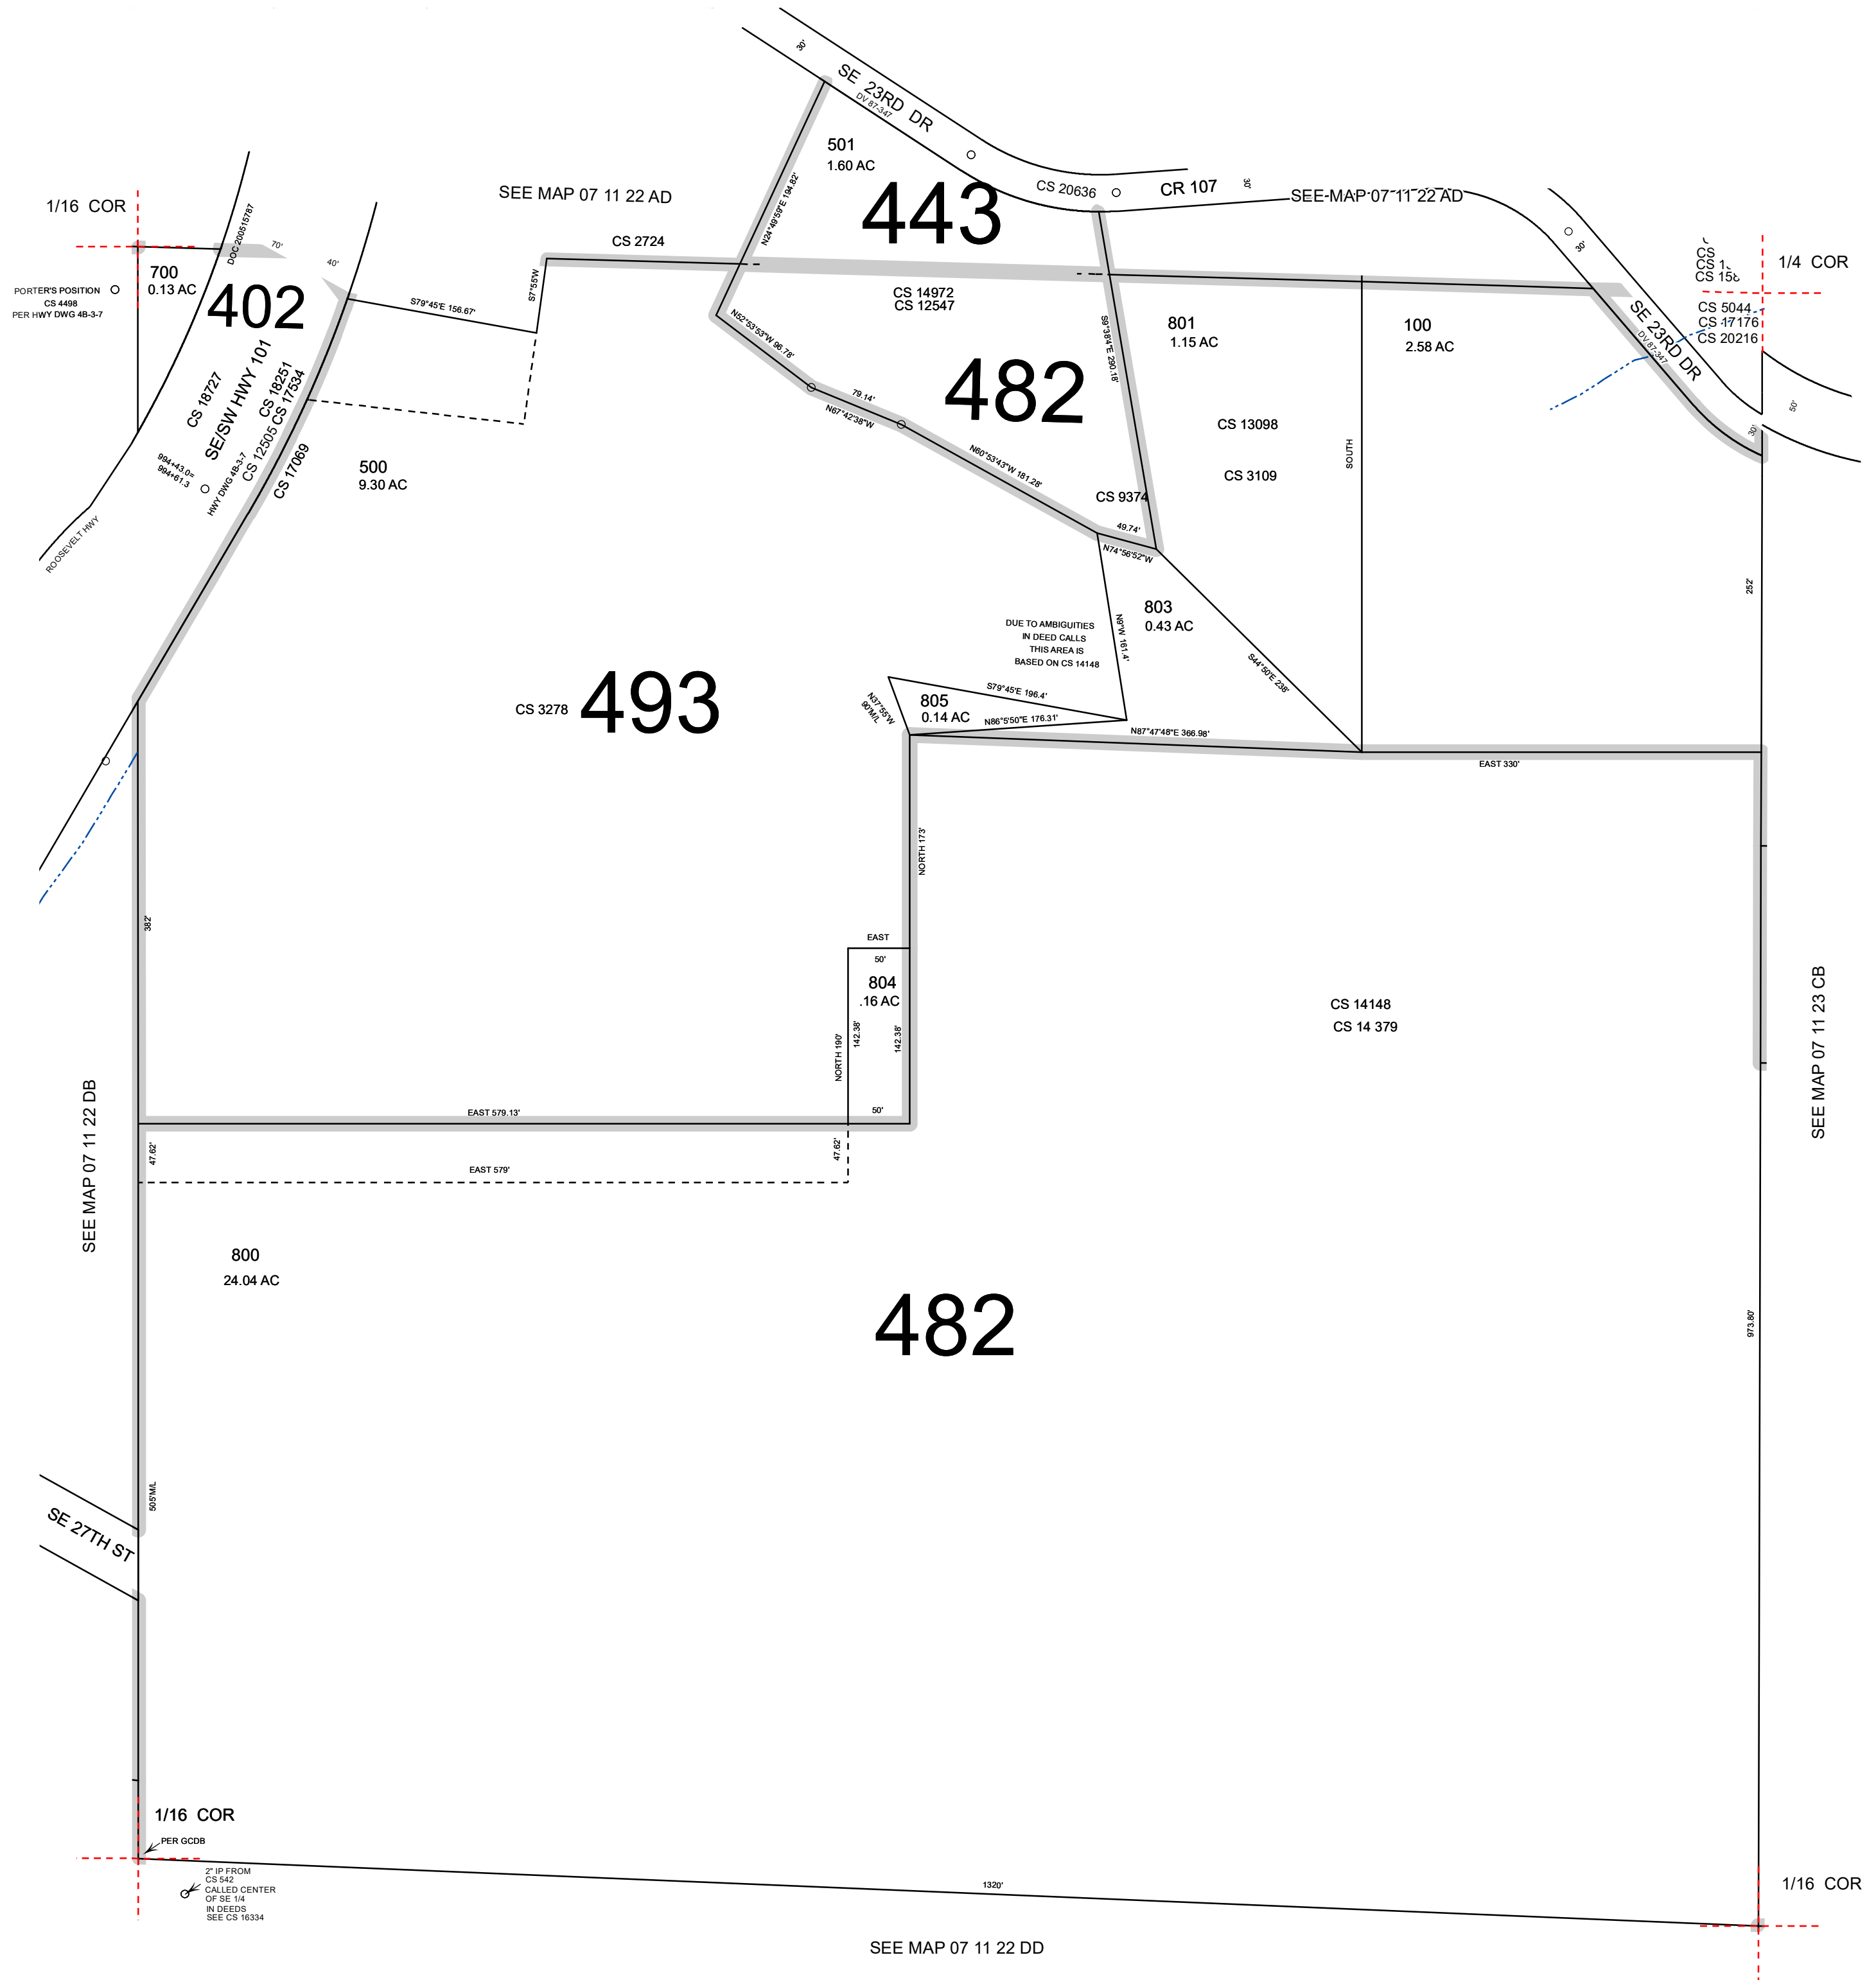 30'
SE 23RD DR
DV 87-347
501
1.60 AC
443
CS 20636
CR 107
30'
SEE MAP 07 11 22 AD
SEE MAP 07 11 22 AD
1/16 COR
DOC 200515787
70'
40'
CS 2724
N24°49'59"E 194.82'
30'
1/4 COR
700
0.13 AC
402
PORTER'S POSITION
CS 4498
PER HWY DWG 4B-3-7
S79°45'E 156.67'
S7°55'W
CS 14972
CS 12547
N52°53'53"W 96.78'
482
79.14'
N67°42'38"W
S9°38'4"E 290.18'
801
1.15 AC
100
2.58 AC
CS
CS 5044
CS 17176
CS 20216
SE 23RD DR
DV 87-347
30'
50'
CS 18727
SE/SW HWY 101
CS 18251
CS 12505 CS 17534
HWY DWG 4B-3-7
CS 17069
994+43.0=
994+61.3
ROOSEVELT HWY
500
9.30 AC
N60°53'43"W 181.28'
CS 9374
CS 13098
CS 3109
SOUTH
49.74'
N74°56'52"W
252'
803
0.43 AC
N9°W 161.4'
S44°50'E 238'
DUE TO AMBIGUITIES
IN DEED CALLS
THIS AREA IS
BASED ON CS 14148
CS 3278
493
S79°45'E 196.4'
N37°55'W
90'M/L
805
0.14 AC
N86°5'50"E 176.31'
N87°47'48"E 366.98'
EAST 330'
NORTH 173'
382'
EAST
50'
804
.16 AC
142.38'
142.38'
NORTH 190'
CS 14148
CS 14 379
SEE MAP 07 11 23 CB
SEE MAP 07 11 22 DB
EAST 579.13'
50'
47.62'
47.62'
EAST 579'
800
24.04 AC
482
973.80'
505'M/L
SE 27TH ST
1/16 COR
PER GCDB
2" IP FROM
CS 542
CALLED CENTER
OF SE 1/4
IN DEEDS
SEE CS 16334
1320'
1/16 COR
SEE MAP 07 11 22 DD